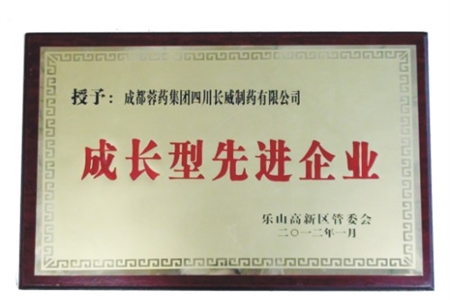 授予：成都蓉药集团四川长威制药有限公司
成长型先进企业
乐山高新区管委会
二〇一二年一月